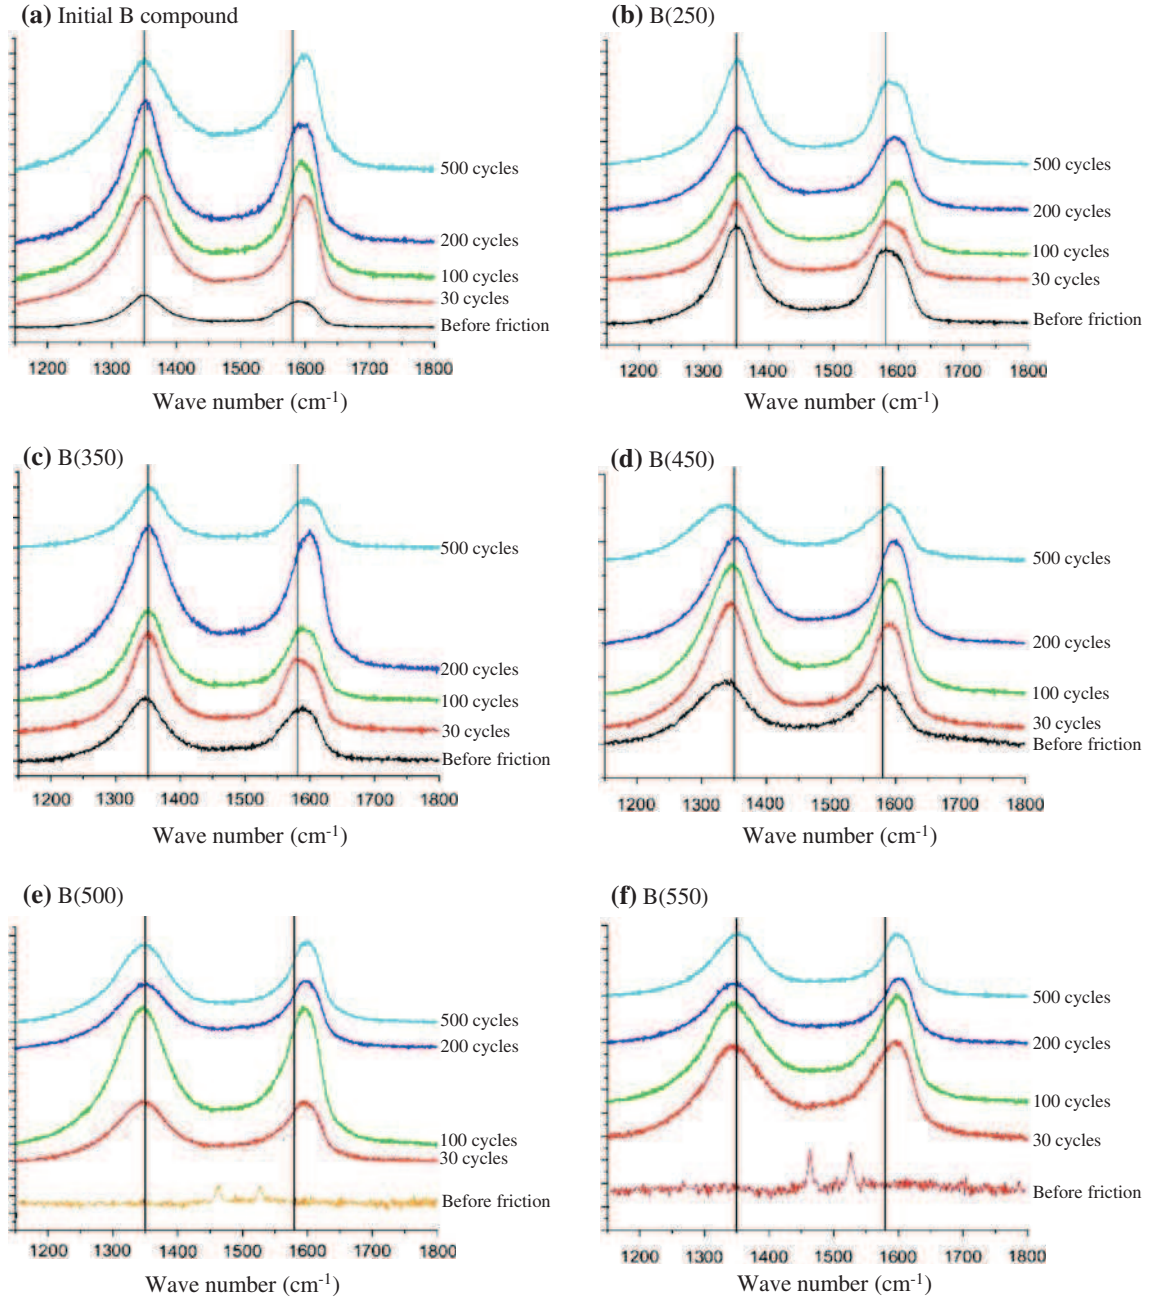 (a) Initial B compound
500 cycles
200 cycles
100 cycles
30 cycles
Before friction
1200 1300 1400 1500 1600 1700 1800
Wave number (cm-1)
(b) B(250)
500 cycles
200 cycles
100 cycles
30 cycles
Before friction
1200 1300 1400 1500 1600 1700 1800
Wave number (cm-1)
(c) B(350)
500 cycles
200 cycles
100 cycles
30 cycles
Before friction
1200 1300 1400 1500 1600 1700 1800
Wave number (cm-1)
(d) B(450)
500 cycles
200 cycles
100 cycles
30 cycles
Before friction
1200 1300 1400 1500 1600 1700 1800
Wave number (cm-1)
(e) B(500)
500 cycles
200 cycles
100 cycles
30 cycles
Before friction
1200 1300 1400 1500 1600 1700 1800
Wave number (cm-1)
(f) B(550)
500 cycles
200 cycles
100 cycles
30 cycles
Before friction
1200 1300 1400 1500 1600 1700 1800
Wave number (cm-1)